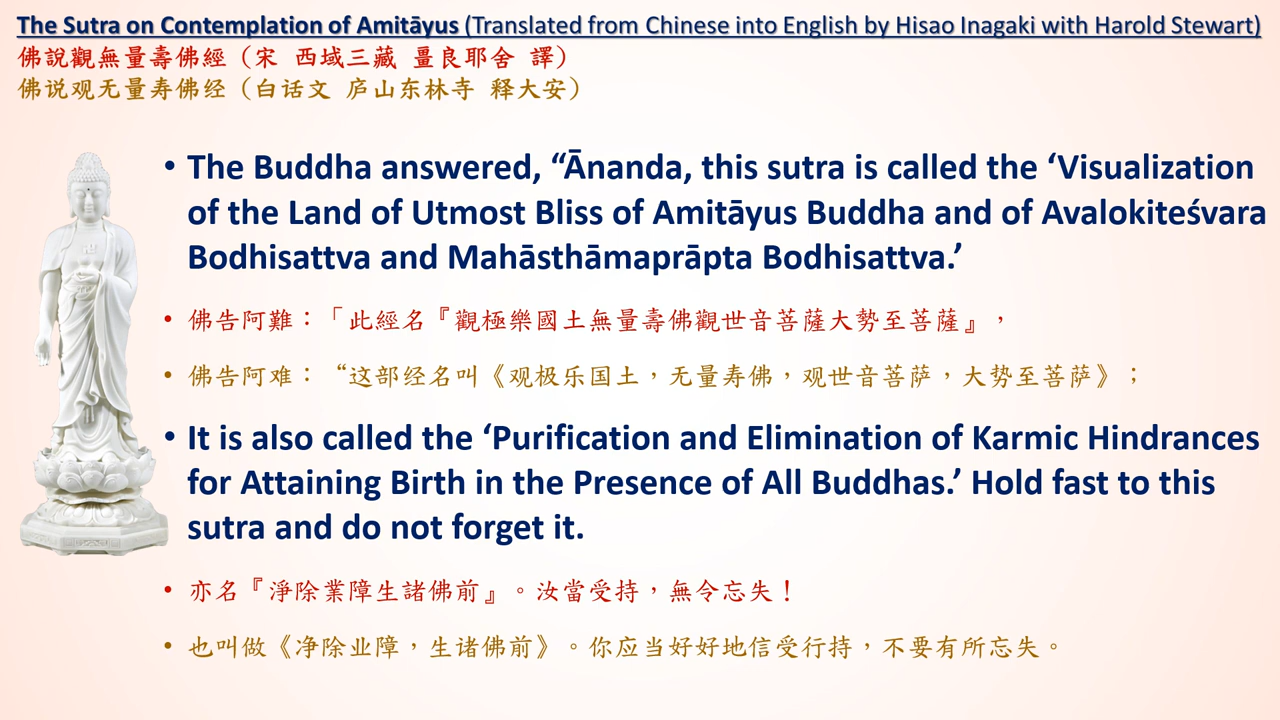 The Sutra on Contemplation of Amitāyus (Translated from Chinese into English by Hisao Inagaki with Harold Stewart)
佛說觀無量壽佛經（宋 西域三藏 畺良耶舍 譯）
佛说观无量寿佛经（白话文 庐山东林寺 释大安）
• The Buddha answered, “Ānanda, this sutra is called the ‘Visualization
of the Land of Utmost Bliss of Amitāyus Buddha and of Avalokiteśvara
Bodhisattva and Mahāsthāmaprāpta Bodhisattva.’
• 佛告阿難：「此經名『觀極樂國土無量壽佛觀世音菩薩大勢至菩薩』，
• 佛告阿难：“这部经名叫《观极乐国土，无量寿佛，观世音菩萨，大势至菩萨》；
• It is also called the ‘Purification and Elimination of Karmic Hindrances
for Attaining Birth in the Presence of All Buddhas.’ Hold fast to this
sutra and do not forget it.
• 亦名『淨除業障生諸佛前』。汝當受持，無令忘失！
• 也叫做《净除业障，生诸佛前》。你应当好好地信受行持，不要有所忘失。